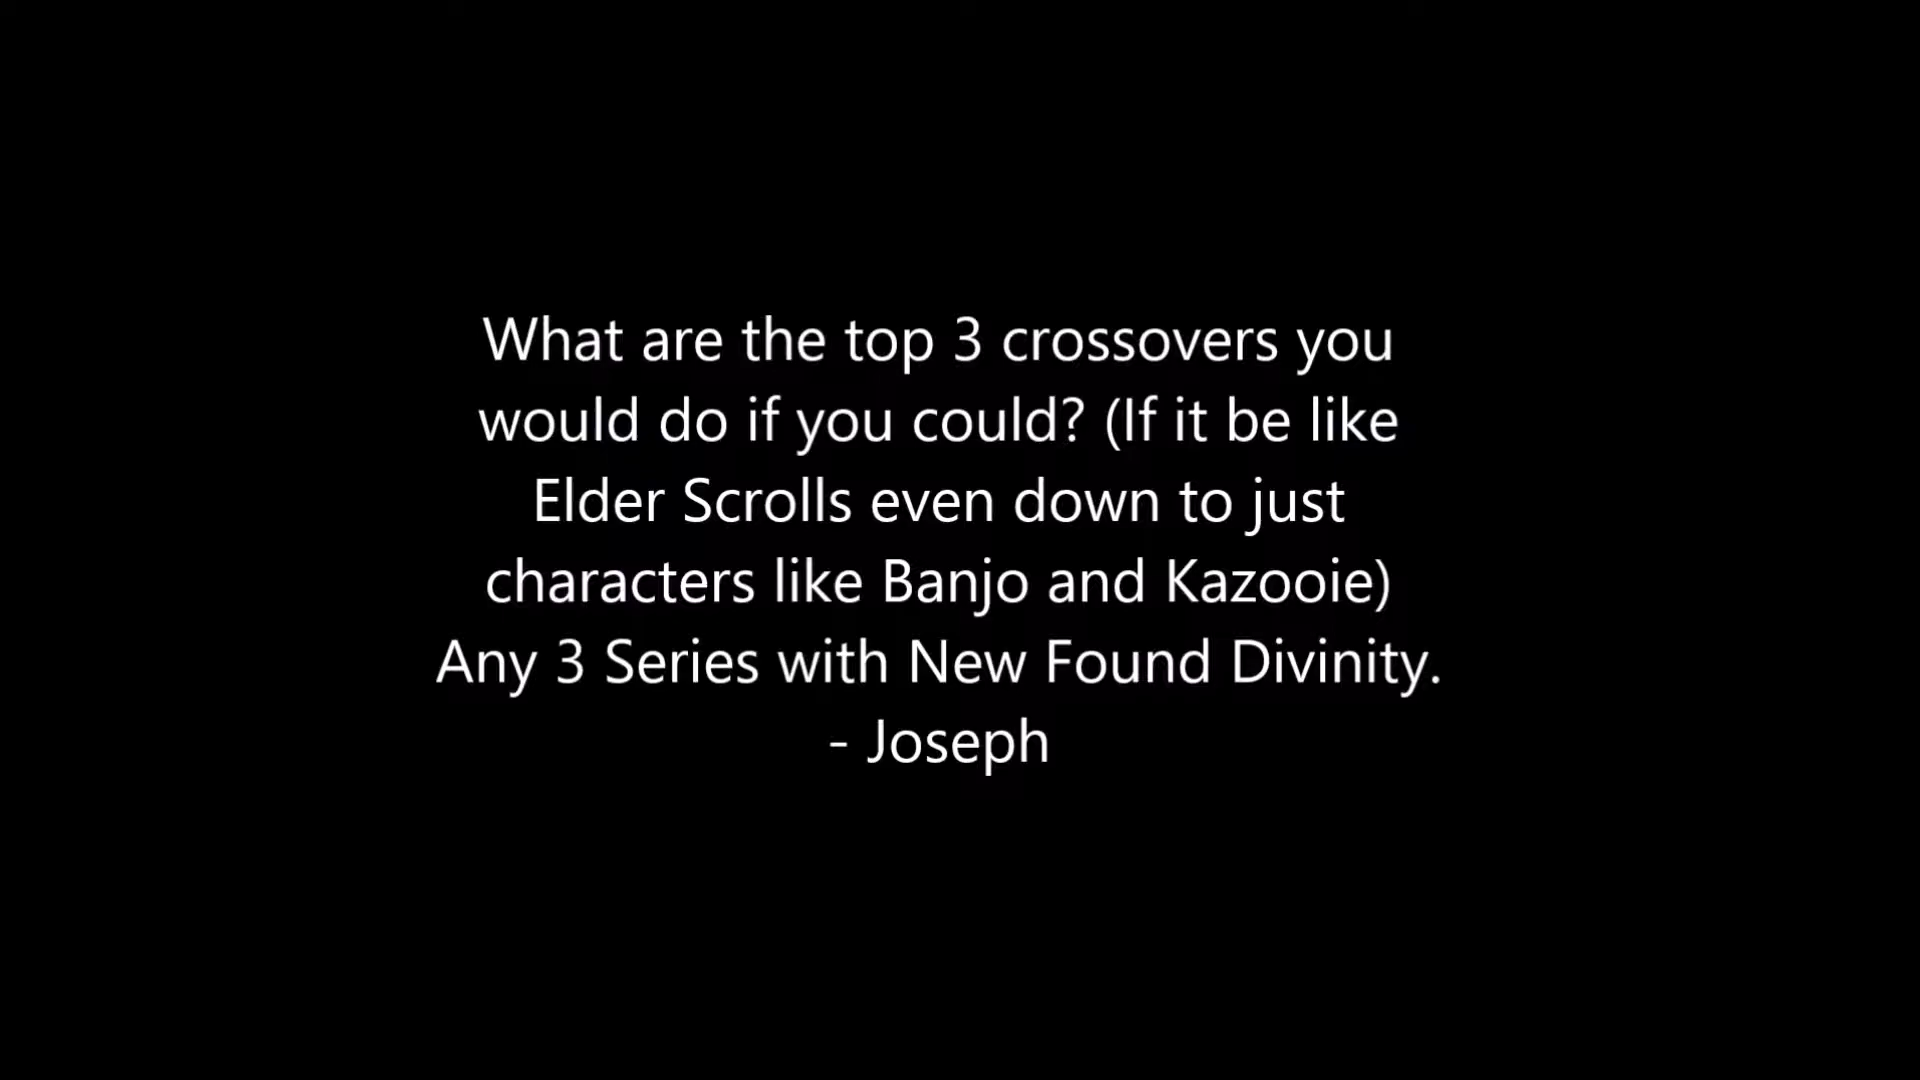 What are the top 3 crossovers you
would do if you could? (If it be like
Elder Scrolls even down to just
characters like Banjo and Kazooie)
Any 3 Series with New Found Divinity.
- Joseph